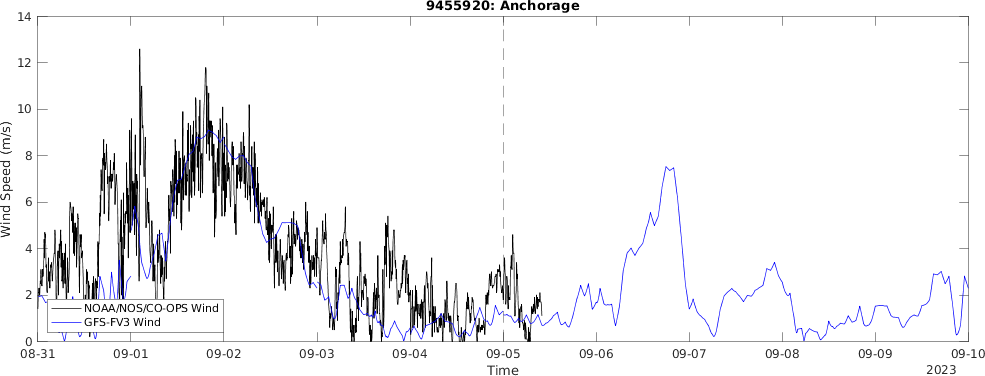 9455920: Anchorage
14
12
10
8
6
4
2
0
Wind Speed (m/s)
NOAA/NOS/CO-OPS Wind
GFS-FV3 Wind
08-31 09-01 09-02 09-03 09-04 09-05 09-06 09-07 09-08 09-09 09-10
Time
2023